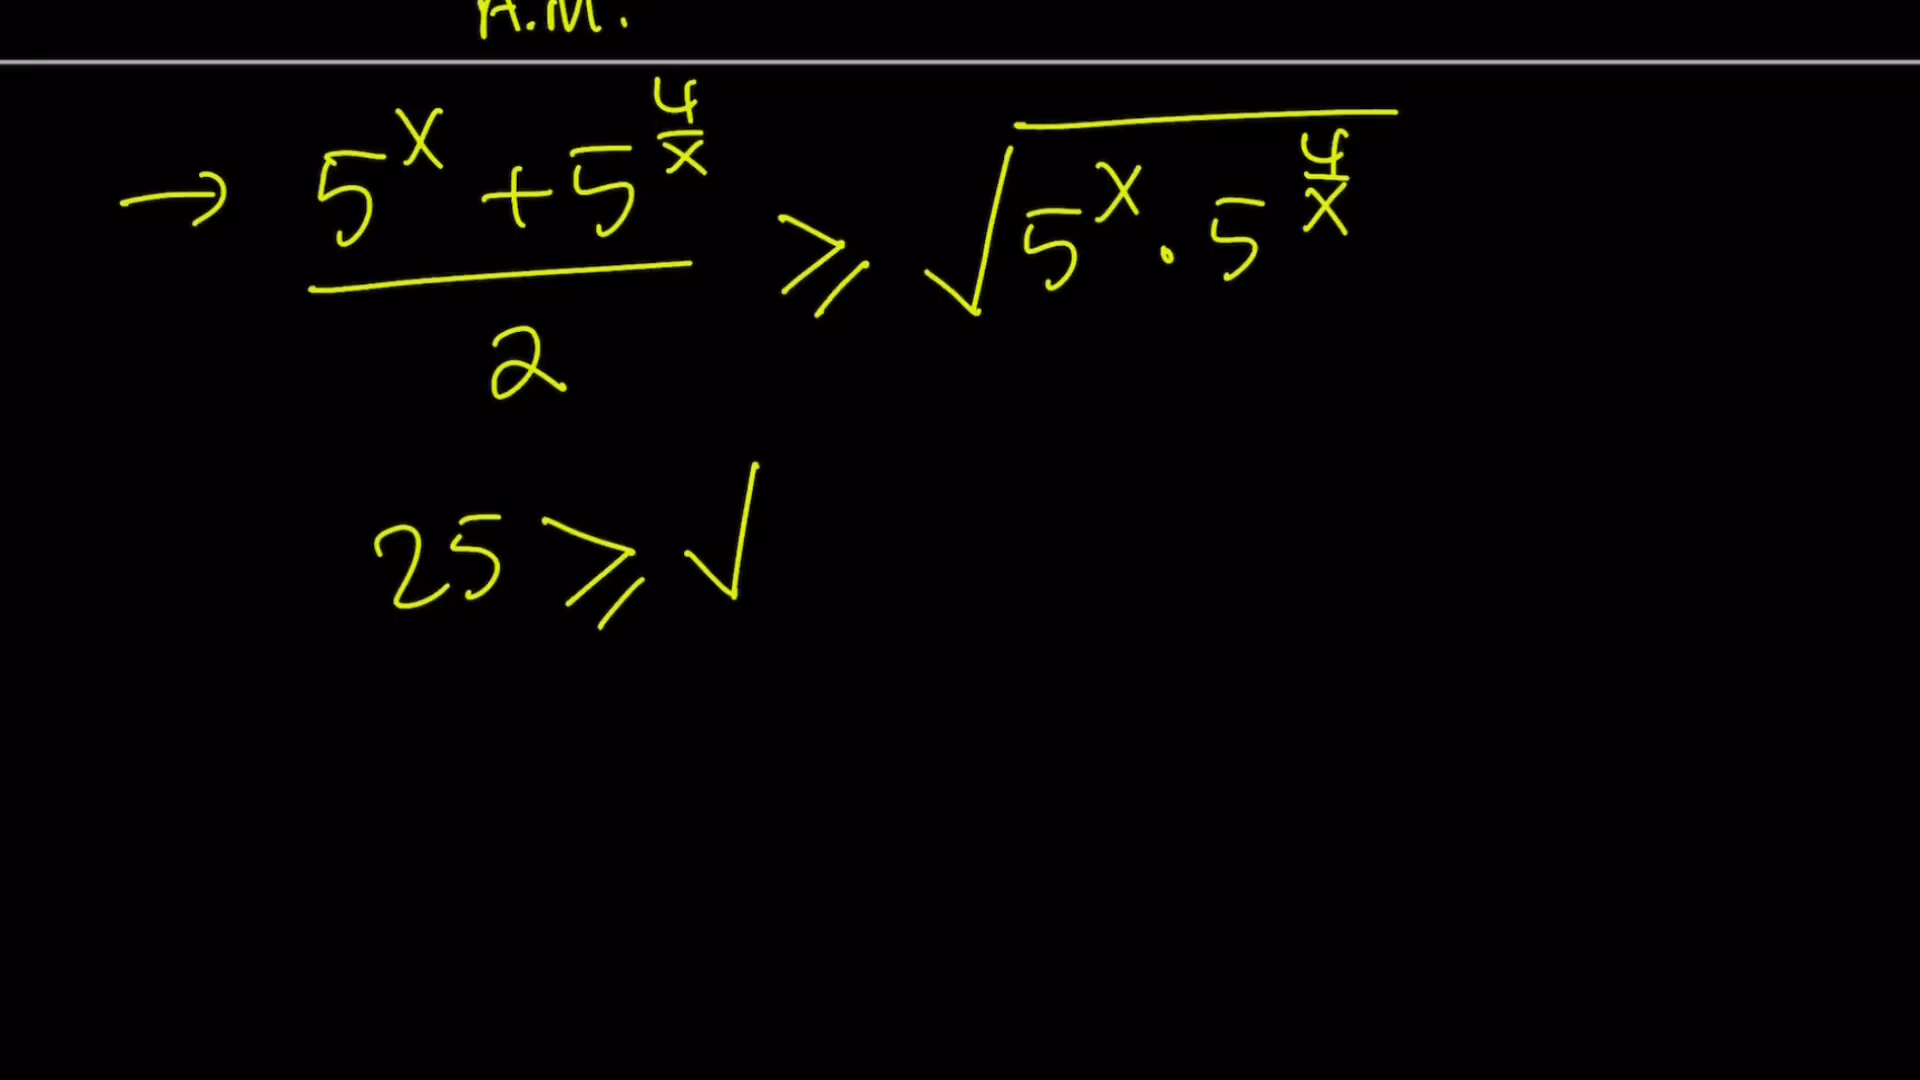 A.M.
→ (5^x + 5^(4/x))/2 ⩾ √(5^x · 5^(4/x))
25 ⩾ √